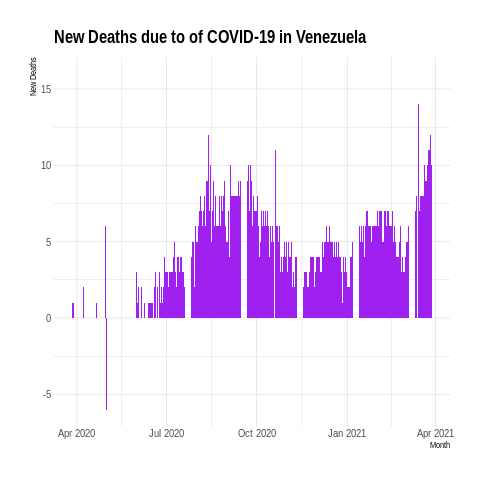 New Deaths due to of COVID-19 in Venezuela
New Deaths
15
10
5
0
-5
Apr 2020 Jul 2020 Oct 2020 Jan 2021 Apr 2021
Month